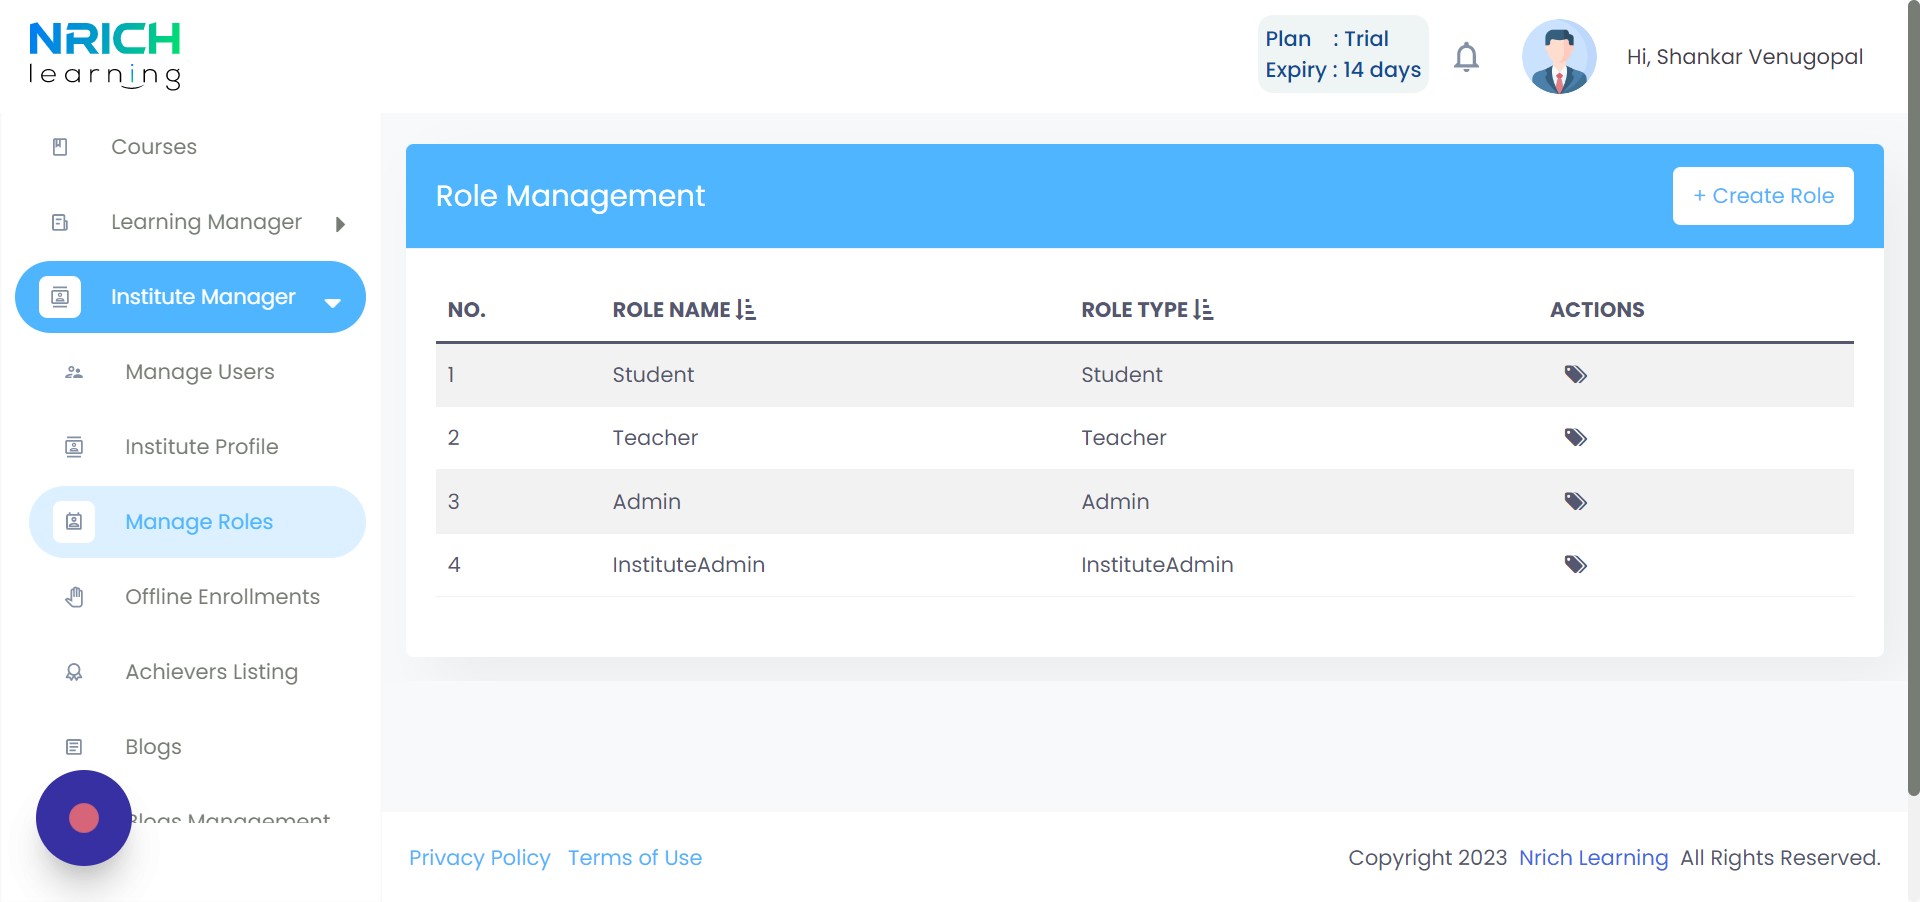 NRICH
learning
Plan : Trial
Expiry : 14 days
Hi, Shankar Venugopal
Courses
Learning Manager
Institute Manager
Manage Users
Institute Profile
Manage Roles
Offline Enrollments
Achievers Listing
Blogs
Blogs Management
Role Management
+ Create Role
NO. ROLE NAME ROLE TYPE ACTIONS
1 Student Student
2 Teacher Teacher
3 Admin Admin
4 InstituteAdmin InstituteAdmin
Privacy Policy Terms of Use
Copyright 2023 Nrich Learning All Rights Reserved.